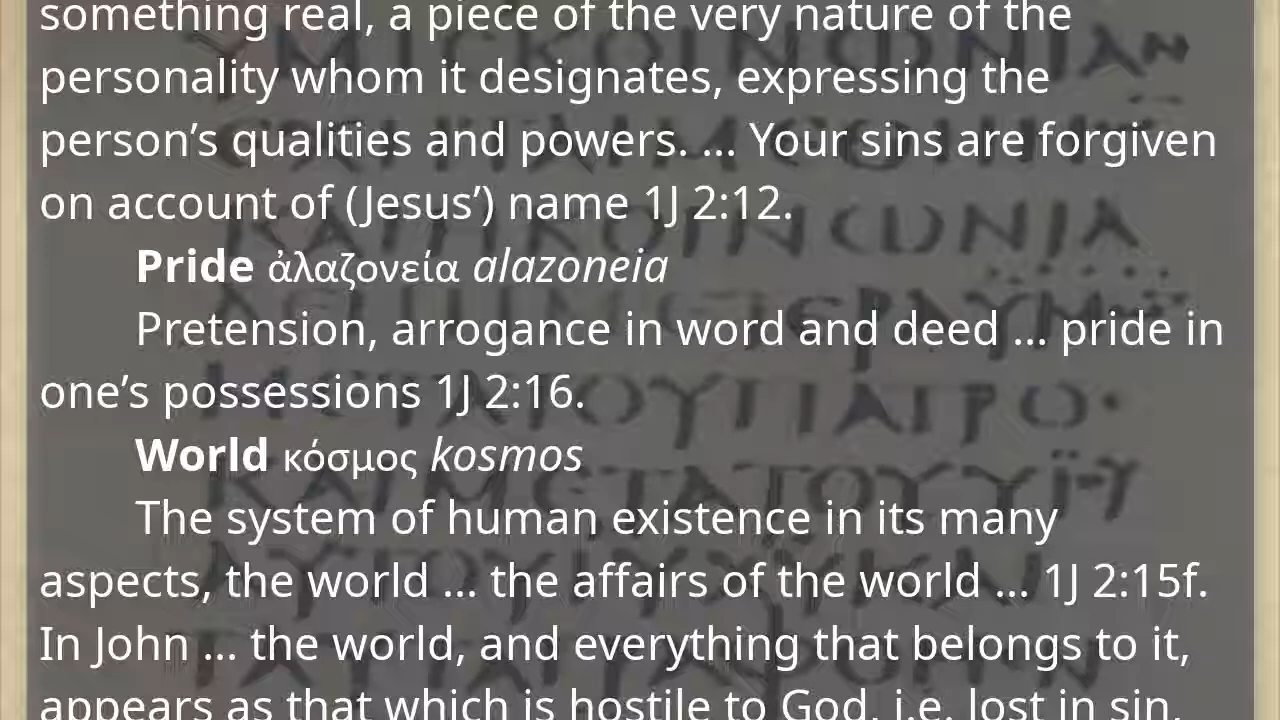 something real, a piece of the very nature of the
personality whom it designates, expressing the
person’s qualities and powers. … Your sins are forgiven
on account of (Jesus’) name 1J 2:12.
Pride ἀλαζονεία alazoneia
Pretension, arrogance in word and deed … pride in
one’s possessions 1J 2:16.
World κόσμος kosmos
The system of human existence in its many
aspects, the world … the affairs of the world … 1J 2:15f.
In John … the world, and everything that belongs to it,
appears as that which is hostile to God, i.e. lost in sin,